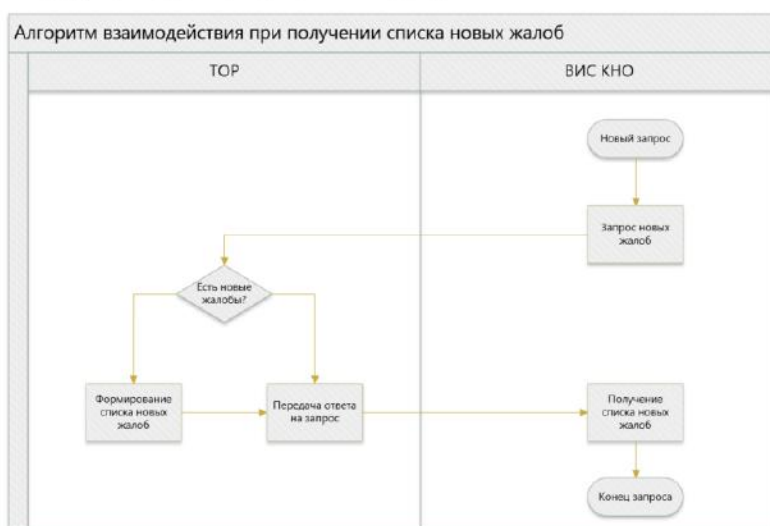 Алгоритм взаимодействия при получении списка новых жалоб
ТОР
ВИС КНО
Новый запрос
Запрос новых
жалоб
Есть новые
жалобы?
Формирование
списка новых
жалоб
Передача ответа
на запрос
Получение
списка новых
жалоб
Конец запроса